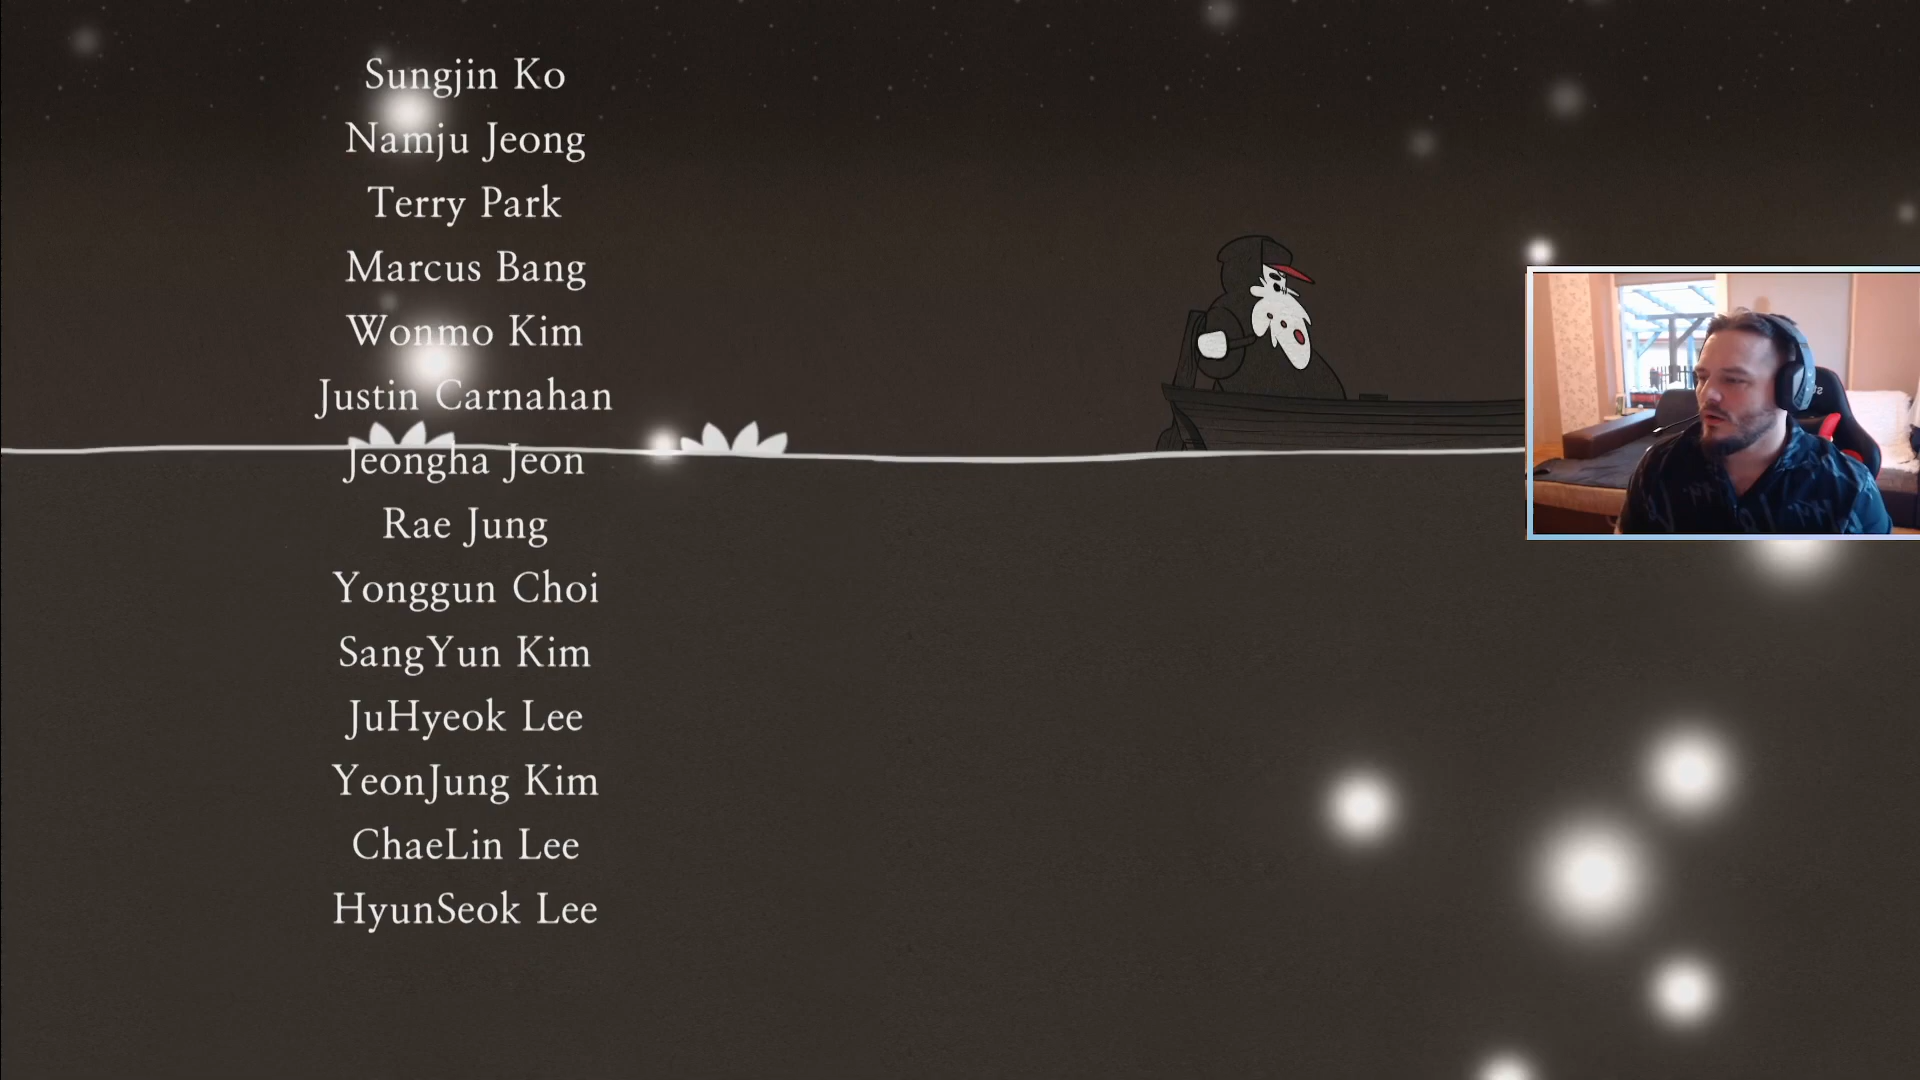 Sungjin Ko
Namju Jeong
Terry Park
Marcus Bang
Wonmo Kim
Justin Carnahan
Jeongha Jeon
Rae Jung
Yonggun Choi
SangYun Kim
JuHyeok Lee
YeonJung Kim
ChaeLin Lee
HyunSeok Lee